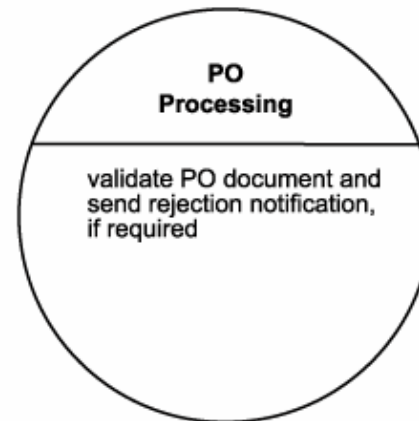 PO
Processing
validate PO document and
send rejection notification,
if required